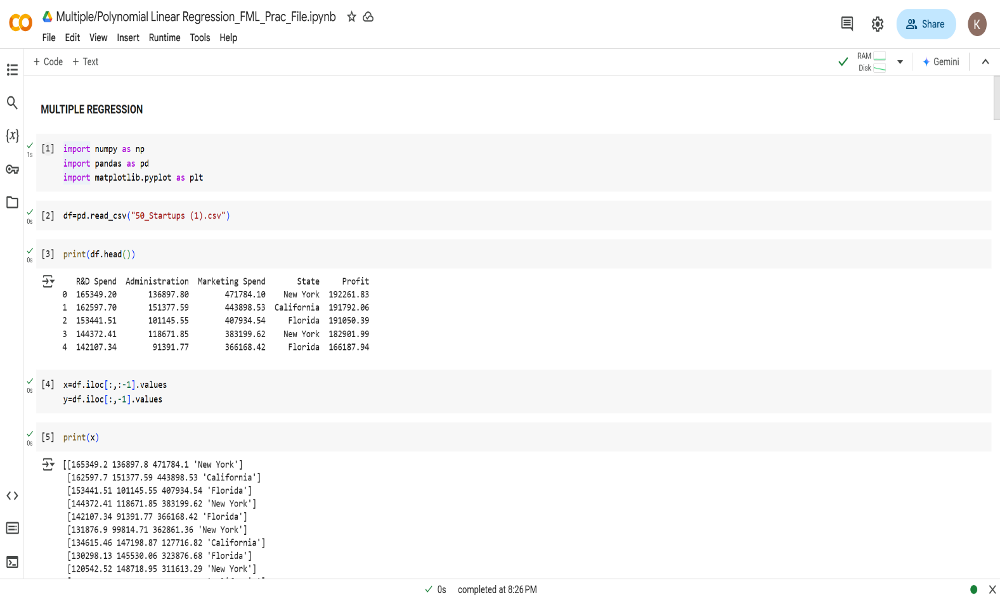 Multiple/Polynomial Linear Regression_FML_Prac_File.ipynb
File Edit View Insert Runtime Tools Help
Share
K
+ Code + Text
RAM
Disk
Gemini
MULTIPLE REGRESSION
{x}
1s
[1] import numpy as np
import pandas as pd
import matplotlib.pyplot as plt
0s
[2] df=pd.read_csv("50_Startups (1).csv")
0s
[3] print(df.head())
R&D Spend Administration Marketing Spend State Profit
0 165349.20 136897.80 471784.10 New York 192261.83
1 162597.70 151377.59 443898.53 California 191792.06
2 153441.51 101145.55 407934.54 Florida 191050.39
3 144372.41 118671.85 383199.62 New York 182901.99
4 142107.34 91391.77 366168.42 Florida 166187.94
0s
[4] x=df.iloc[:,:-1].values
y=df.iloc[:,-1].values
0s
[5] print(x)
[[165349.2 136897.8 471784.1 'New York']
[162597.7 151377.59 443898.53 'California']
[153441.51 101145.55 407934.54 'Florida']
[144372.41 118671.85 383199.62 'New York']
[142107.34 91391.77 366168.42 'Florida']
[131876.9 99814.71 362861.36 'New York']
[134615.46 147198.87 127716.82 'California']
[130298.13 145530.06 323876.68 'Florida']
[120542.52 148718.95 311613.29 'New York']
0s completed at 8:26 PM